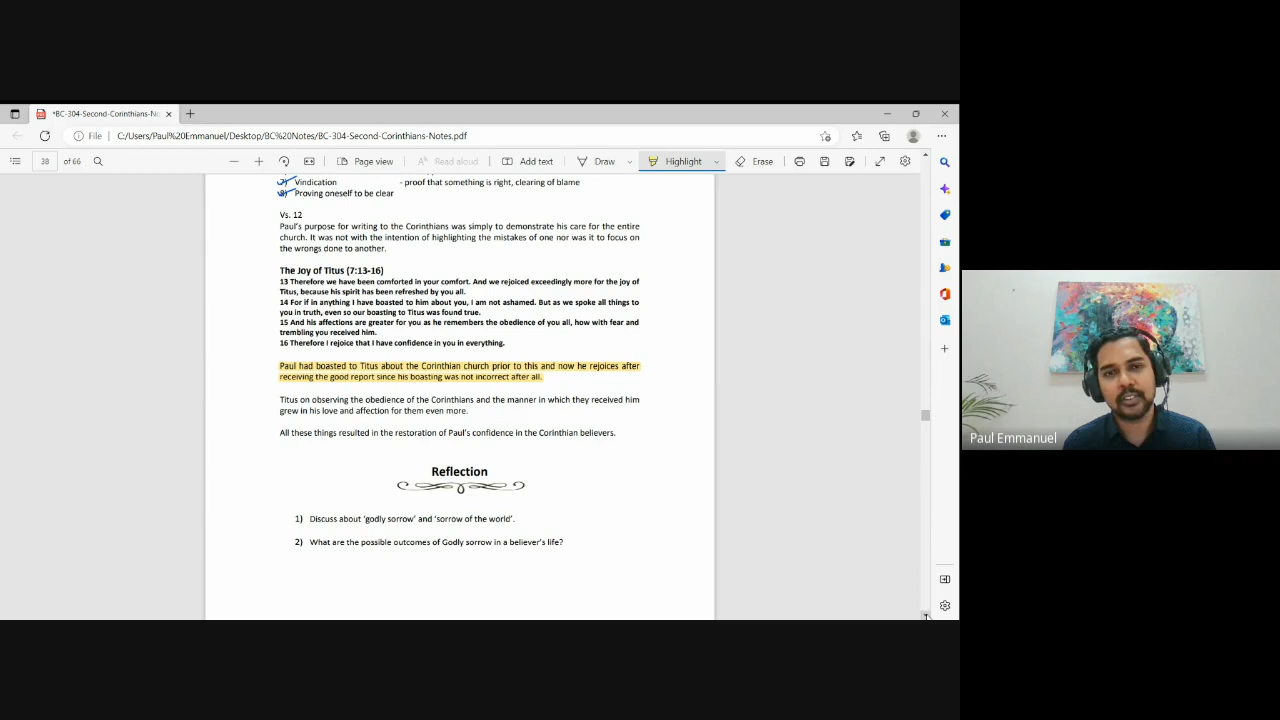 *BC-304-Second-Corinthians-No
File
C:/Users/Paul%20Emmanuel/Desktop/BC%20Notes/BC-304-Second-Corinthians-Notes.pdf
38 of 66
Page view
Read aloud
Add text
Draw
Highlight
Erase
7) Vindication - proof that something is right, clearing of blame
8) Proving oneself to be clear
Vs. 12
Paul's purpose for writing to the Corinthians was simply to demonstrate his care for the entire
church. It was not with the intention of highlighting the mistakes of one nor was it to focus on
the wrongs done to another.
The Joy of Titus (7:13-16)
13 Therefore we have been comforted in your comfort. And we rejoiced exceedingly more for the joy of
Titus, because his spirit has been refreshed by you all.
14 For if in anything I have boasted to him about you, I am not ashamed. But as we spoke all things to
you in truth, even so our boasting to Titus was found true.
15 And his affections are greater for you as he remembers the obedience of you all, how with fear and
trembling you received him.
16 Therefore I rejoice that I have confidence in you in everything.
Paul had boasted to Titus about the Corinthian church prior to this and now he rejoices after
receiving the good report since his boasting was not incorrect after all.
Titus on observing the obedience of the Corinthians and the manner in which they received him
grew in his love and affection for them even more.
All these things resulted in the restoration of Paul's confidence in the Corinthian believers.
Reflection
1) Discuss about 'godly sorrow' and 'sorrow of the world'.
2) What are the possible outcomes of Godly sorrow in a believer's life?
Paul Emmanuel